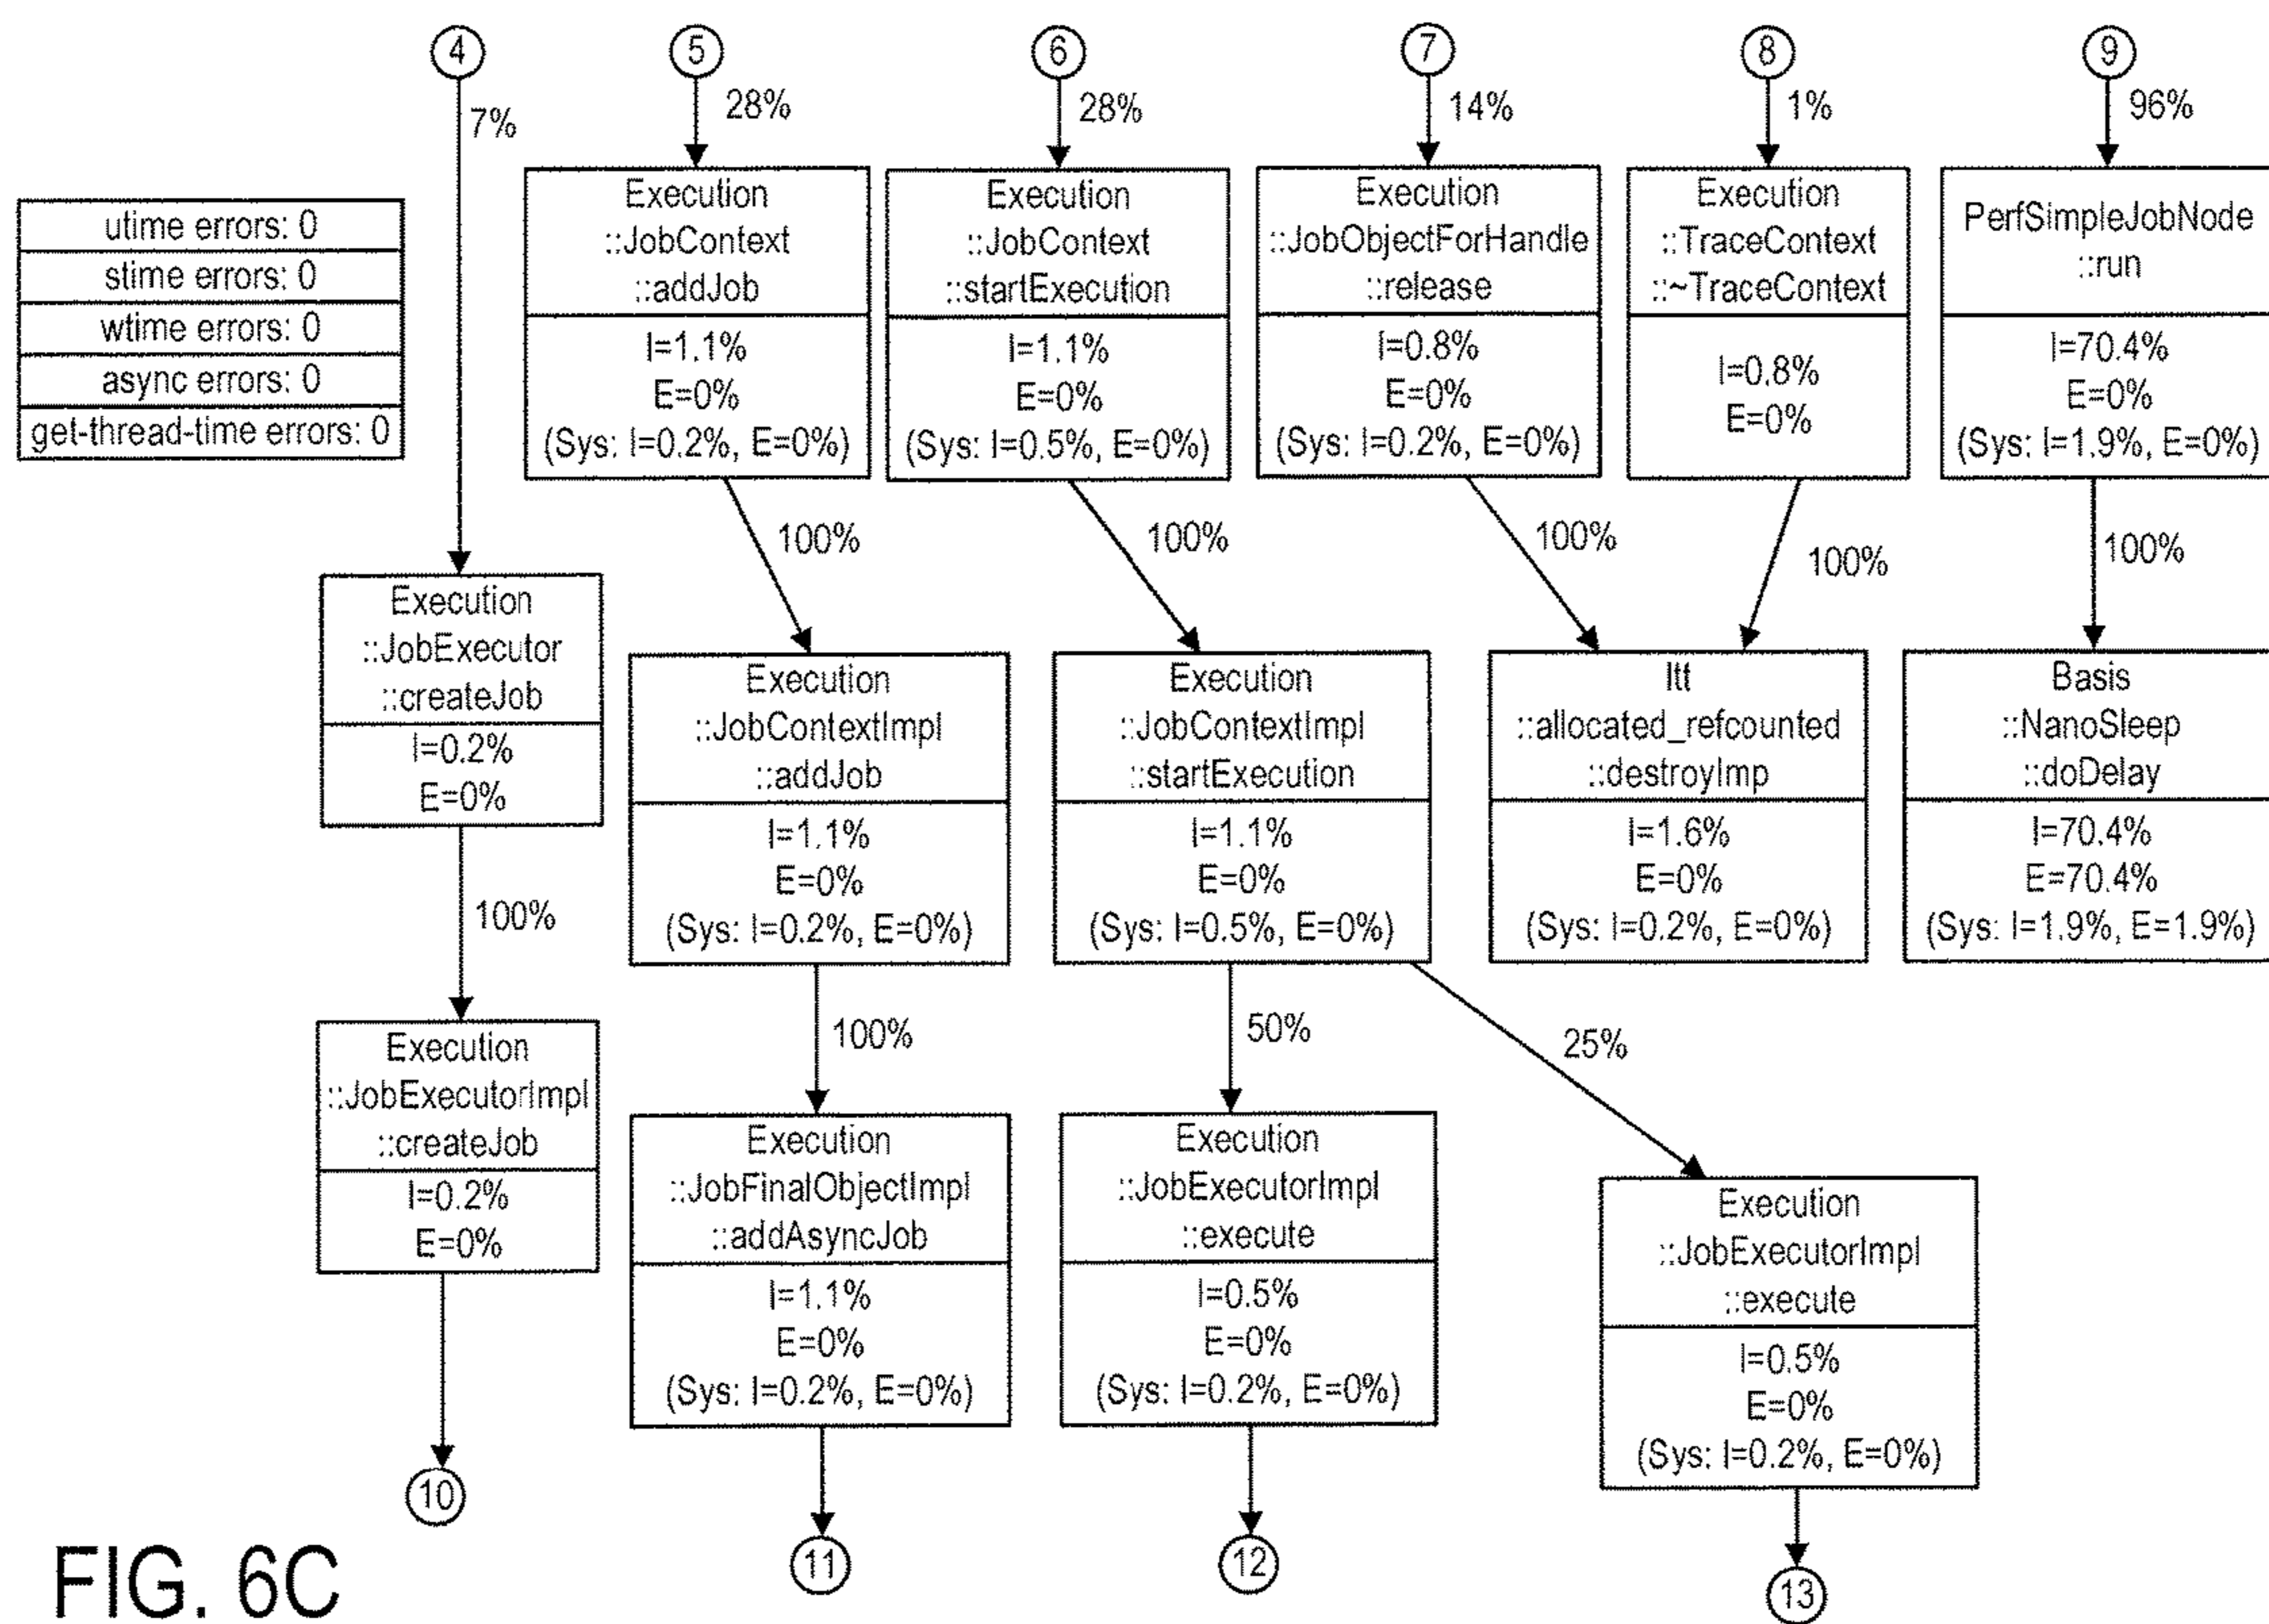 4
5
6
7
8
9
7%
28%
28%
14%
1%
96%
utime errors: 0
stime errors: 0
wtime errors: 0
async errors: 0
get-thread-time errors: 0
Execution
::JobContext
::addJob
I=1.1%
E=0%
(Sys: I=0.2%, E=0%)
Execution
::JobContext
::startExecution
I=1.1%
E=0%
(Sys: I=0.5%, E=0%)
Execution
::JobObjectForHandle
::release
I=0.8%
E=0%
(Sys: I=0.2%, E=0%)
Execution
::TraceContext
::~TraceContext
I=0.8%
E=0%
PerfSimpleJobNode
::run
I=70.4%
E=0%
(Sys: I=1.9%, E=0%)
100%
100%
100%
100%
100%
Execution
::JobExecutor
::createJob
I=0.2%
E=0%
Execution
::JobContextImpl
::addJob
I=1.1%
E=0%
(Sys: I=0.2%, E=0%)
Execution
::JobContextImpl
::startExecution
I=1.1%
E=0%
(Sys: I=0.5%, E=0%)
Itt
::allocated_refcounted
::destroyImp
I=1.6%
E=0%
(Sys: I=0.2%, E=0%)
Basis
::NanoSleep
::doDelay
I=70.4%
E=70.4%
(Sys: I=1.9%, E=1.9%)
100%
100%
50%
25%
Execution
::JobExecutorImpl
::createJob
I=0.2%
E=0%
Execution
::JobFinalObjectImpl
::addAsyncJob
I=1.1%
E=0%
(Sys: I=0.2%, E=0%)
Execution
::JobExecutorImpl
::execute
I=0.5%
E=0%
(Sys: I=0.2%, E=0%)
Execution
::JobExecutorImpl
::execute
I=0.5%
E=0%
(Sys: I=0.2%, E=0%)
10
11
12
13
FIG. 6C